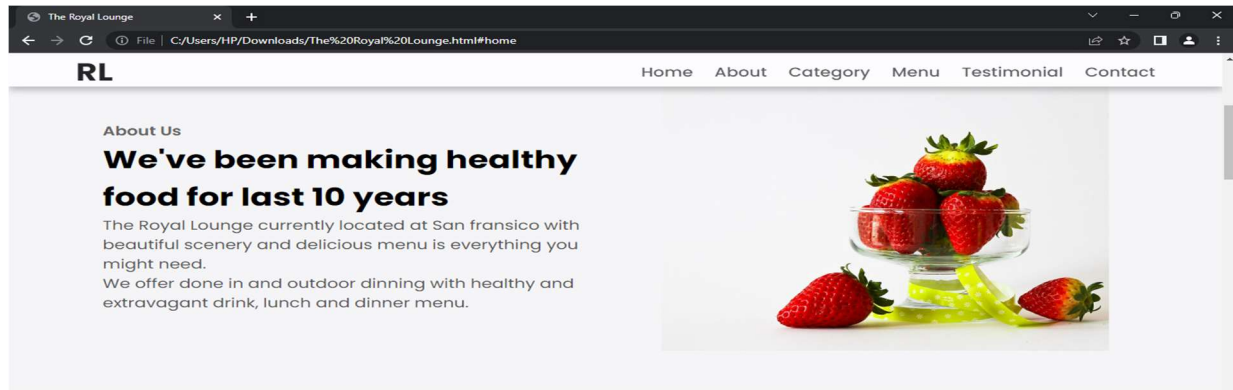 The Royal Lounge
File | C:/Users/HP/Downloads/The%20Royal%20Lounge.html#home
RL
Home About Category Menu Testimonial Contact
About Us
We've been making healthy
food for last 10 years
The Royal Lounge currently located at San fransico with
beautiful scenery and delicious menu is everything you
might need.
We offer done in and outdoor dinning with healthy and
extravagant drink, lunch and dinner menu.